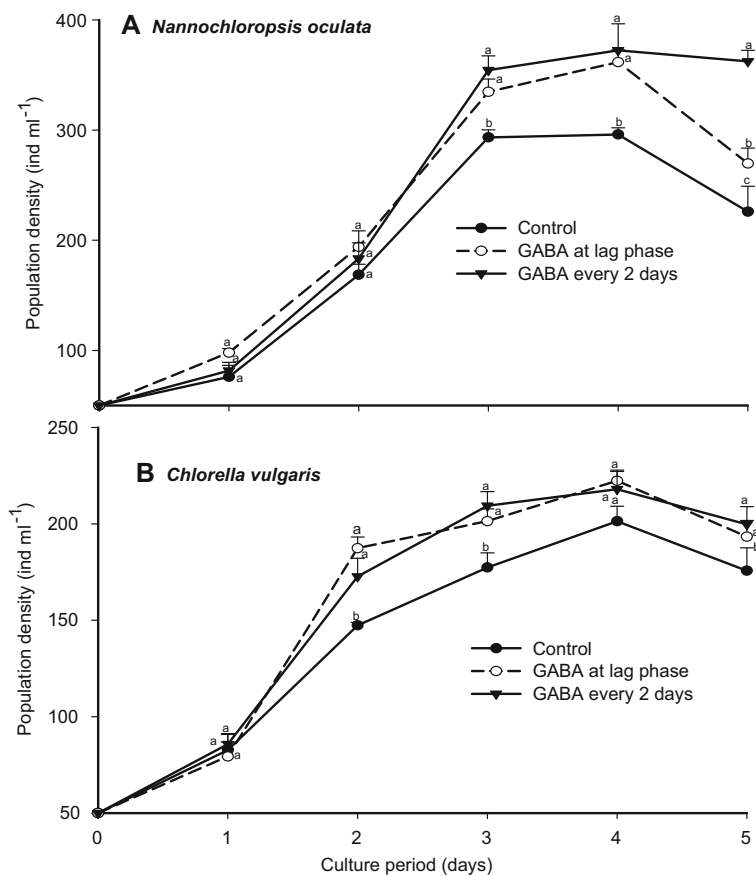 A Nannochloropsis oculata
400
300
200
100
Population density (ind ml⁻¹)
a
a
a
a
b
b
a
b
c
a
a
a
a
a
a
Control
GABA at lag phase
GABA every 2 days
B Chlorella vulgaris
250
200
150
100
50
Population density (ind ml⁻¹)
a
a
a
a
a
b
a
a
b
a
a
a
a
a
b
Control
GABA at lag phase
GABA every 2 days
0 1 2 3 4 5
Culture period (days)